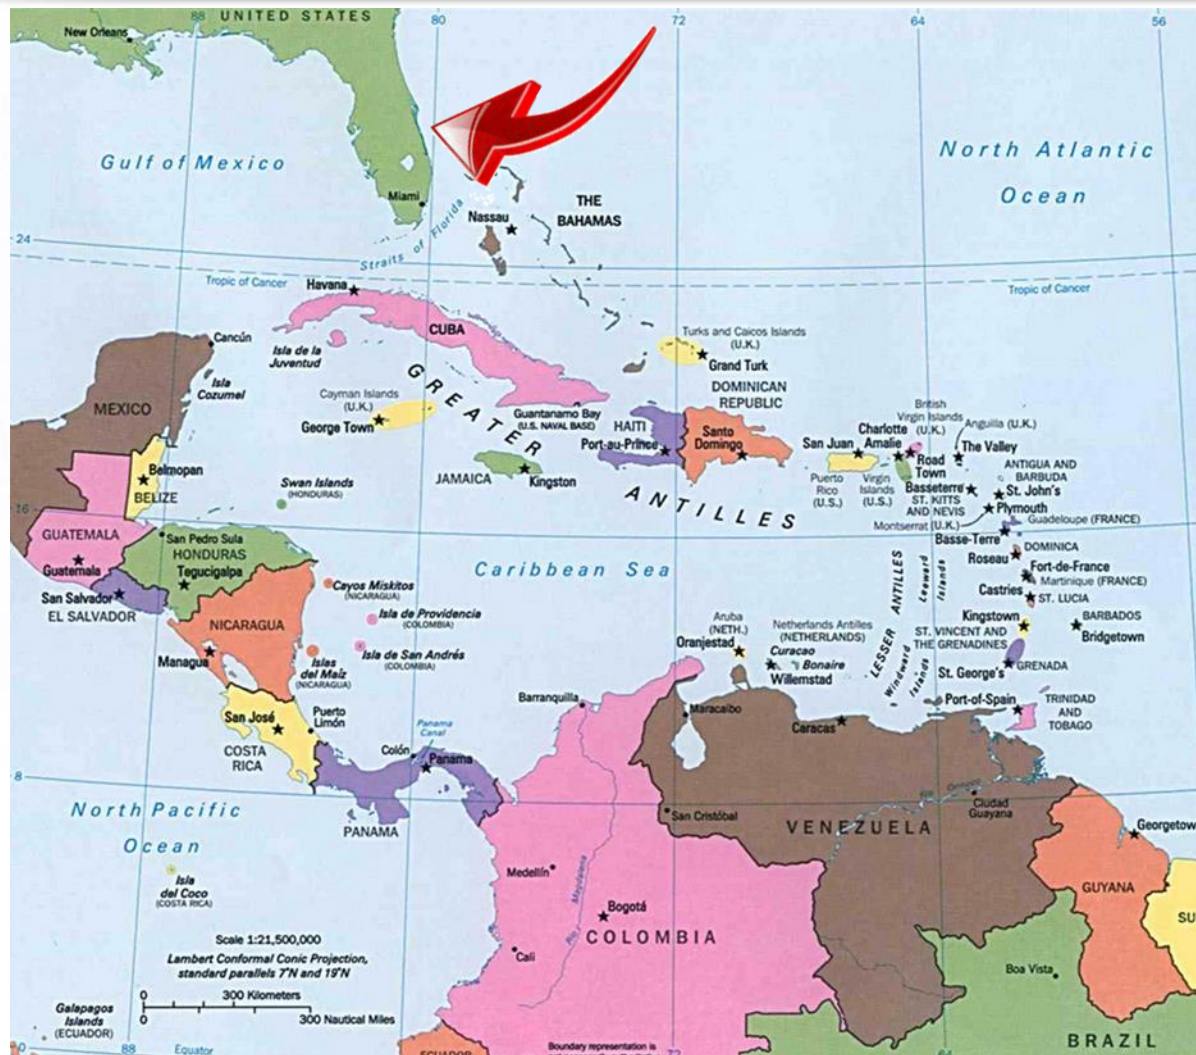 88
UNITED STATES
80
72
64
56
New Orleans
Gulf of Mexico
North Atlantic
Ocean
Miami
Straits of Florida
Nassau
THE
BAHAMAS
24
Tropic of Cancer
Tropic of Cancer
Havana
CUBA
Cancún
Isla de la
Juventud
Isla
Cozumel
Turks and Caicos Islands
(U.K.)
Grand Turk
MEXICO
Cayman Islands
(U.K.)
George Town
GREATER
ANTILLES
Guantanamo Bay
(U.S. NAVAL BASE)
HAITI
Port-au-Prince
DOMINICAN
REPUBLIC
Santo
Domingo
JAMAICA
Kingston
San Juan
Puerto
Rico
(U.S.)
Charlotte
Amalie
Virgin
Islands
(U.S.)
British
Virgin Islands
(U.K.)
Road
Town
Anguilla (U.K.)
The Valley
Basseterre
ST. KITTS
AND NEVIS
ANTIGUA AND
BARBUDA
St. John's
Plymouth
Montserrat (U.K.)
Guadeloupe (FRANCE)
Basse-Terre
Belmopan
BELIZE
Swan Islands
(HONDURAS)
16
GUATEMALA
Guatemala
San Pedro Sula
HONDURAS
Tegucigalpa
San Salvador
EL SALVADOR
NICARAGUA
Managua
Cayos Miskitos
(NICARAGUA)
Isla de Providencia
(COLOMBIA)
Isla de San Andrés
(COLOMBIA)
Islas
del Maíz
(NICARAGUA)
Caribbean Sea
LESSER ANTILLES
Leeward
Islands
Windward
Islands
Roseau
DOMINICA
Fort-de-France
Martinique (FRANCE)
Castries
ST. LUCIA
Kingstown
ST. VINCENT AND
THE GRENADINES
BARBADOS
Bridgetown
St. George's
GRENADA
Aruba
(NETH.)
Oranjestad
Netherlands Antilles
(NETHERLANDS)
Curacao
Bonaire
Willemstad
Port-of-Spain
TRINIDAD
AND
TOBAGO
San José
Puerto
Limón
COSTA
RICA
Barranquilla
Maracaibo
Caracas
Panama
Canal
Colón
Panama
PANAMA
8
North Pacific
Ocean
San Cristóbal
VENEZUELA
Ciudad
Guayana
Georgetow
Isla
del Coco
(COSTA RICA)
Medellín
Rio Magdalena
Bogotá
COLOMBIA
Cali
GUYANA
SU
Boa Vista
BRAZIL
Scale 1:21,500,000
Lambert Conformal Conic Projection,
standard parallels 7°N and 19°N
0
300 Kilometers
0
300 Nautical Miles
Galapagos
Islands
(ECUADOR)
0
88
Equator
80
ECUADOR
Boundary representation is
72
64